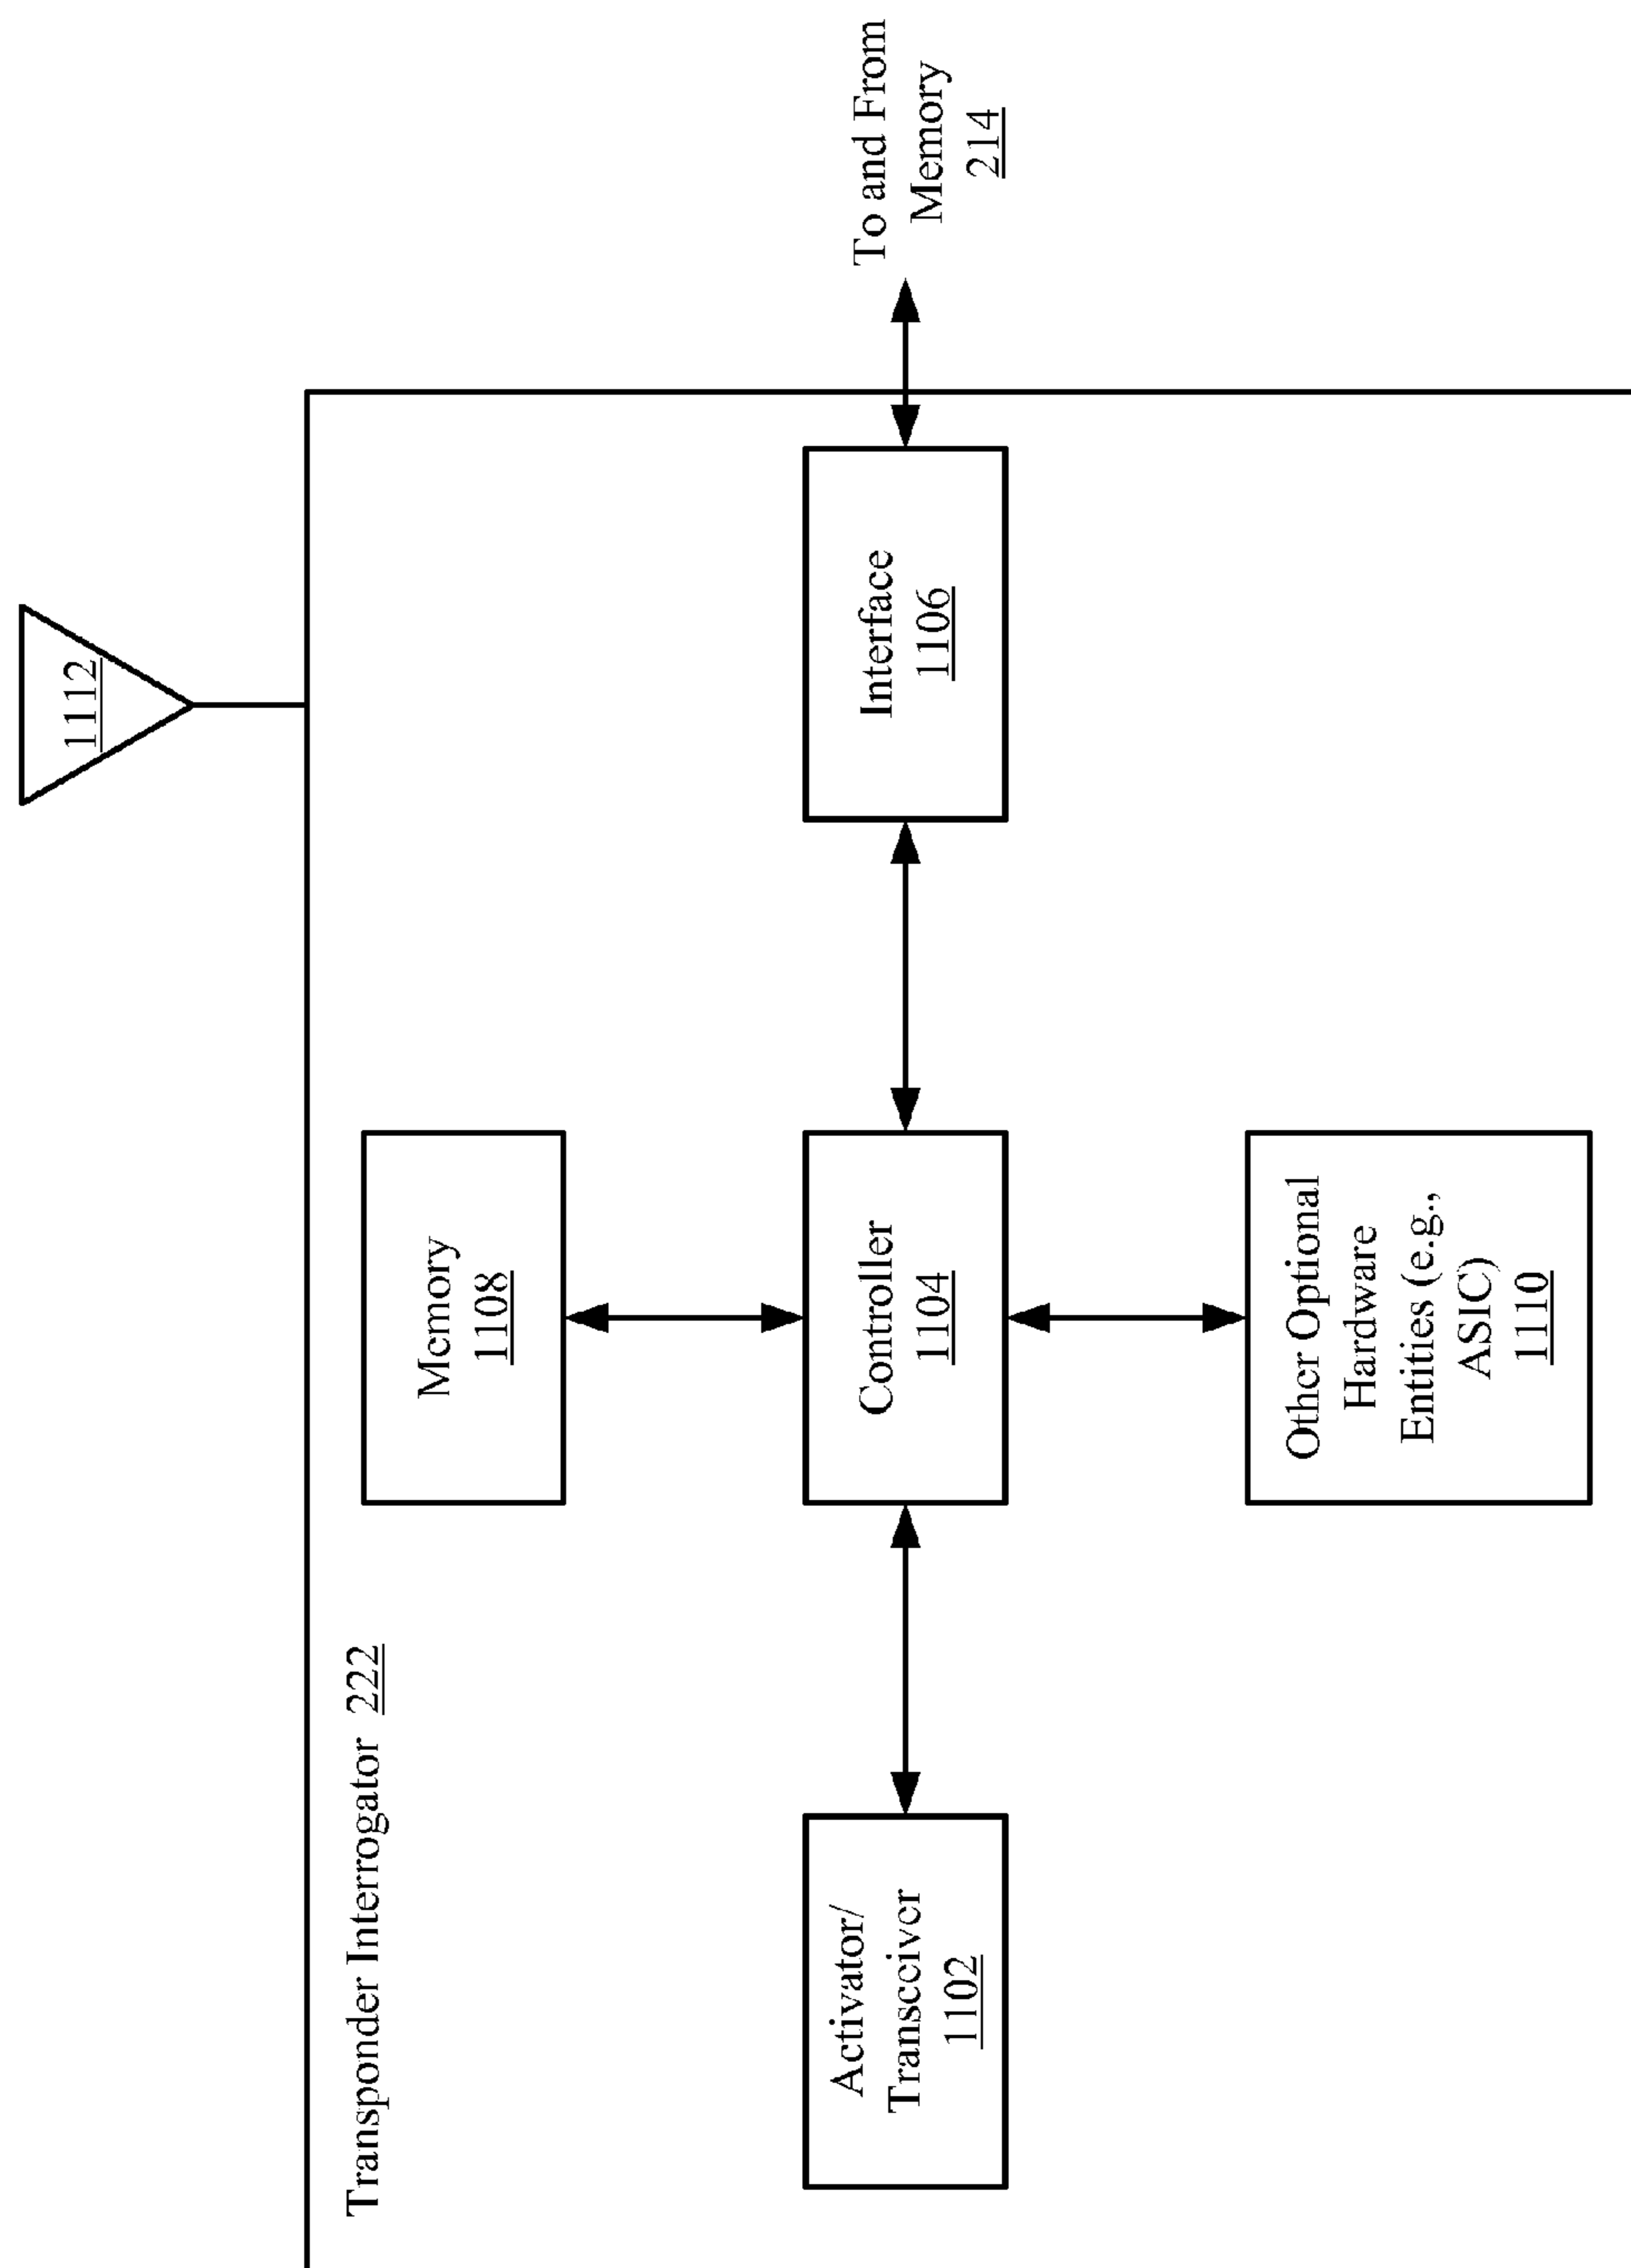 1112
Transponder Interrogator 222
Memory
1108
Activator/
Transceiver
1102
Controller
1104
Interface
1106
To and From
Memory
214
Other Optional
Hardware
Entities (e.g.,
ASIC)
1110